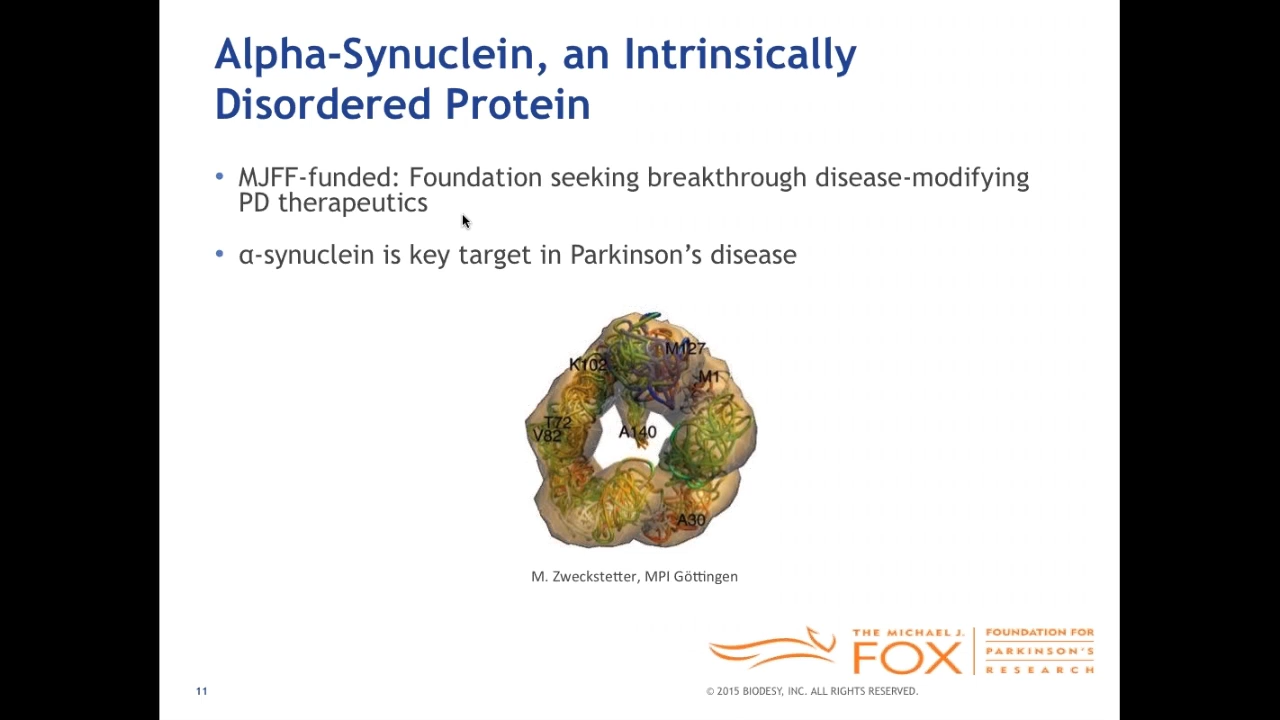 Alpha-Synuclein, an Intrinsically
Disordered Protein
• MJFF-funded: Foundation seeking breakthrough disease-modifying
PD therapeutics
• α-synuclein is key target in Parkinson’s disease
M127
K102
M1
T72
V82
A140
A30
M. Zweckstetter, MPI Göttingen
THE MICHAEL J.
FOX
FOUNDATION FOR
PARKINSON'S
RESEARCH
11
© 2015 BIODESY, INC. ALL RIGHTS RESERVED.